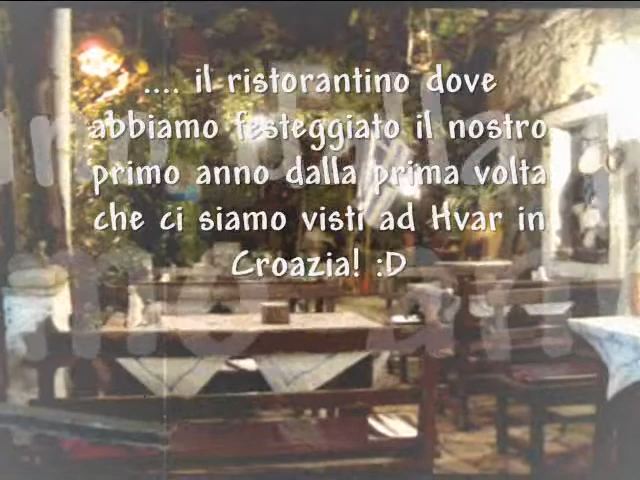 .... il ristorantino dove
abbiamo festeggiato il nostro
primo anno dalla prima volta
che ci siamo visti ad Hvar in
Croazia! :D